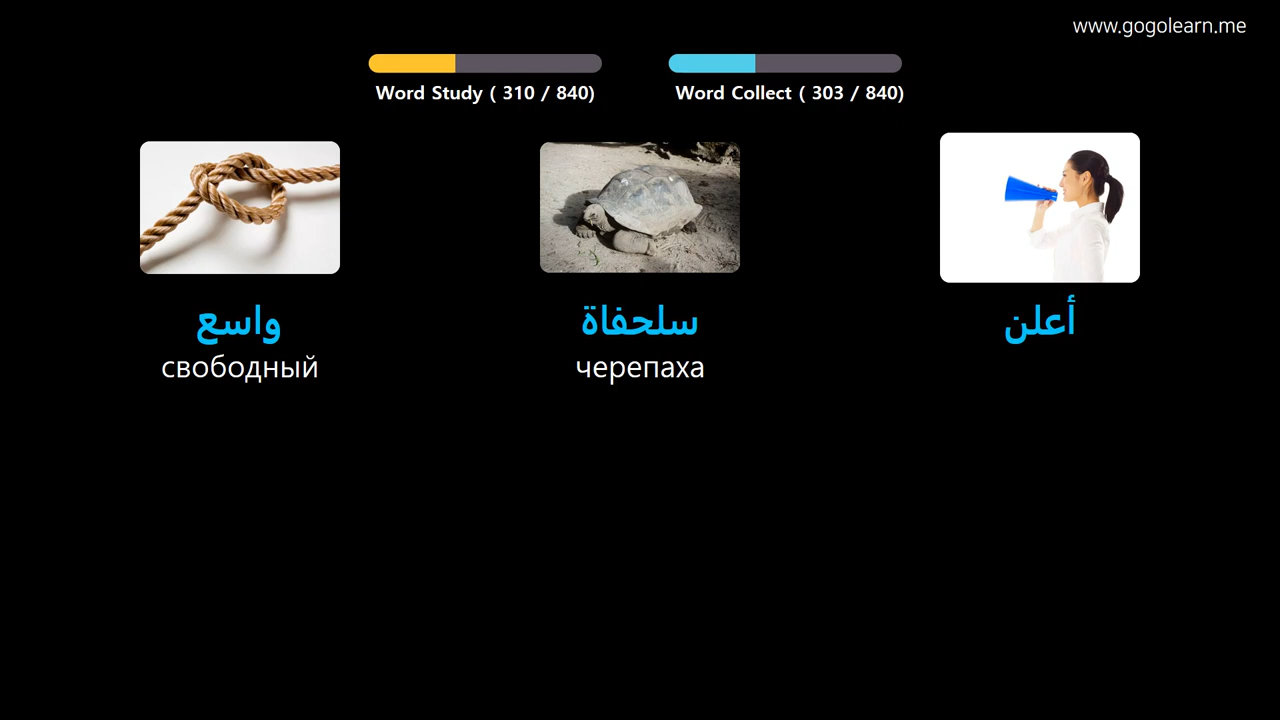 www.gogolearn.me
Word Study ( 310 / 840)
Word Collect ( 303 / 840)
واسع
свободный
سلحفاة
черепаха
أعلن